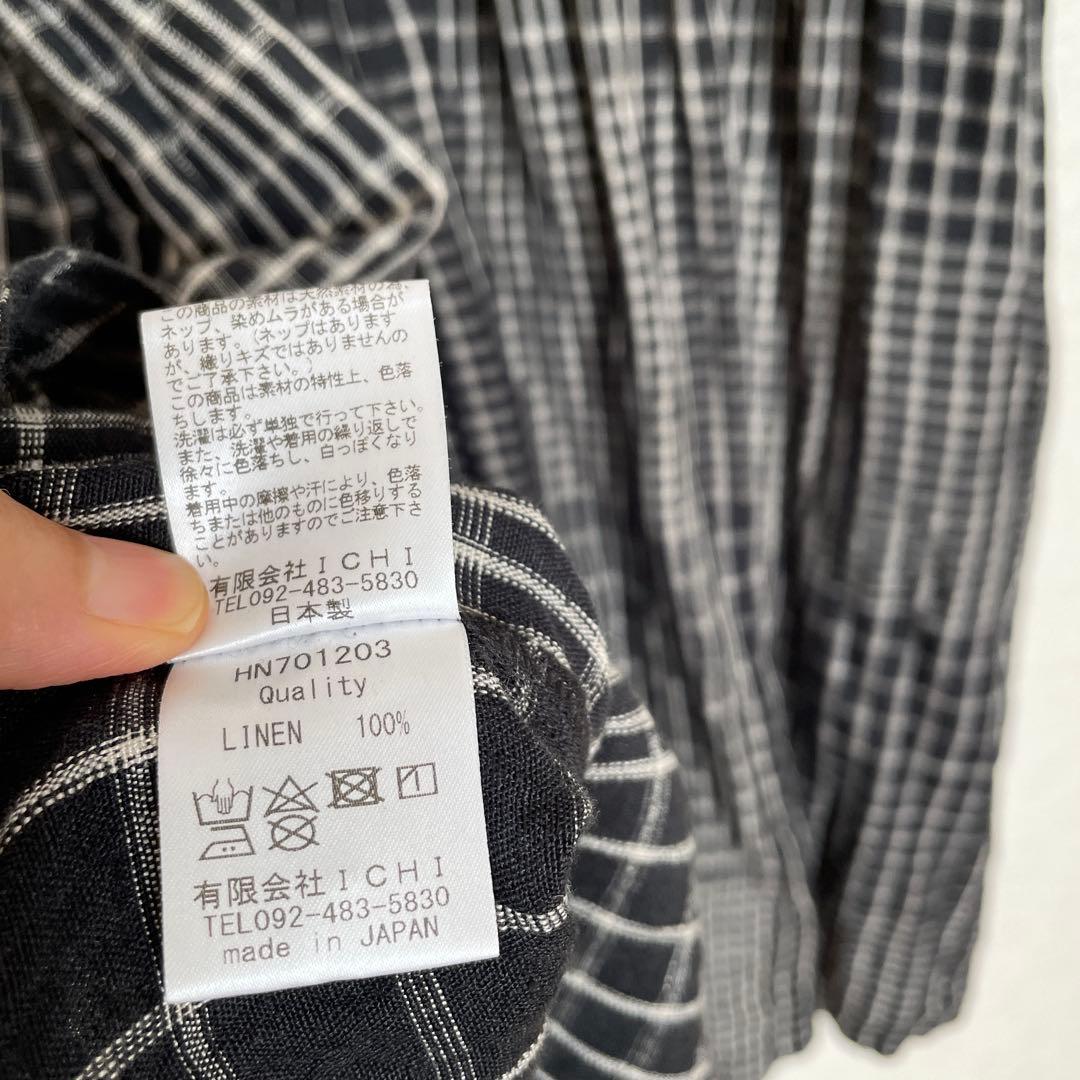 この商品の素材は天然素材の為、
ネップ、染めムラがある場合が
あります。(ネップはあります
が、織りキズではありませんの
でご了承下さい。)
この商品は素材の特性上、色落
ちします。
洗濯は必ず単独で行って下さい。
また、洗濯や着用の繰り返しで
徐々に色落ちし、白っぽくなり
ます。
着用中の摩擦や汗により、色落
ちまたは他のものに色移りする
ことがありますのでご注意下さ
い。
有限会社ICHI
TEL092-483-5830
日本製
HN701203
Quality
LINEN 100%
有限会社ICHI
TEL092-483-5830
made in JAPAN